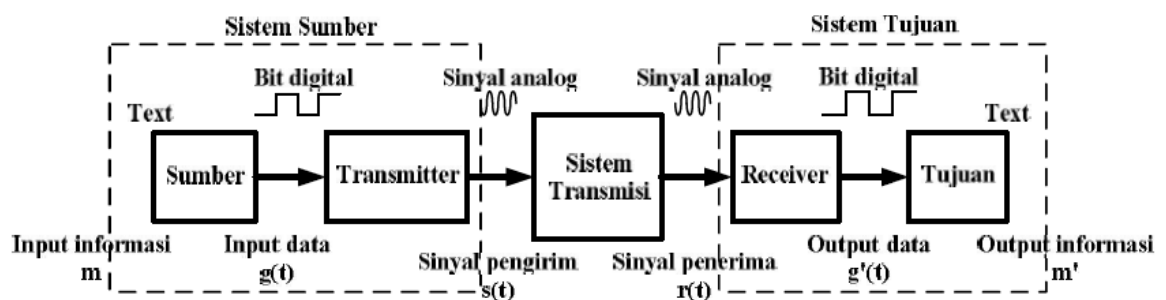 Sistem Sumber
Sistem Tujuan
Bit digital
Sinyal analog
Sinyal analog
Bit digital
Text
Text
Sumber
Transmitter
Sistem
Transmisi
Receiver
Tujuan
Input informasi
m
Input data
g(t)
Sinyal pengirim
s(t)
Sinyal penerima
r(t)
Output data
g'(t)
Output informasi
m'